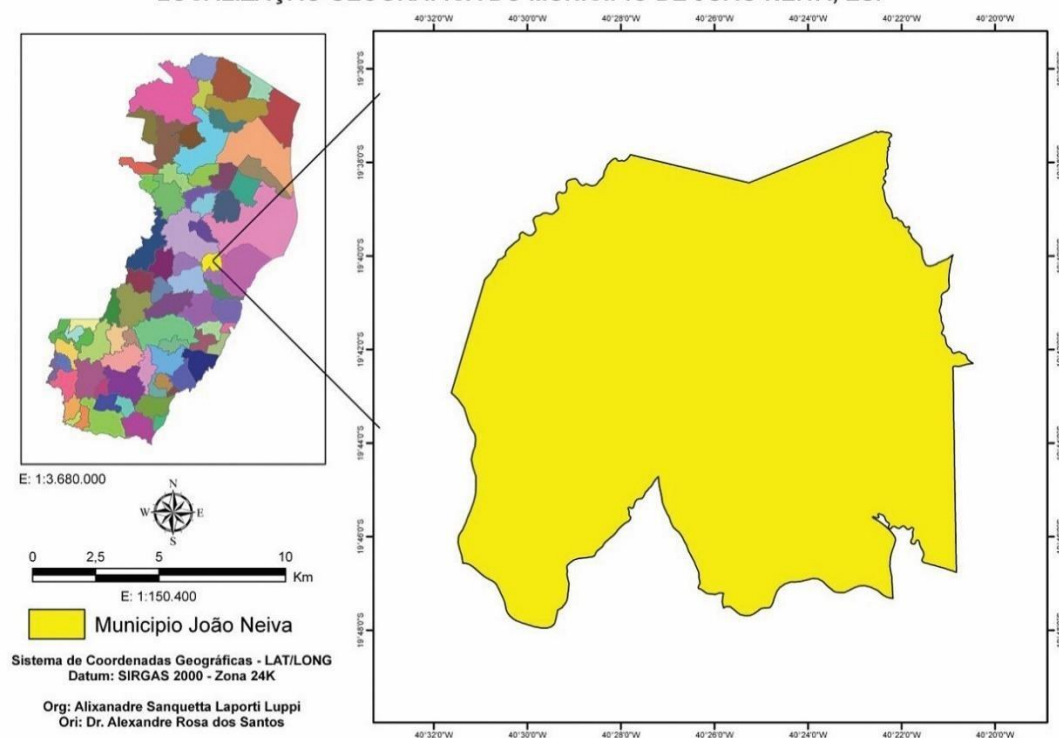 40°32'0"W 40°30'0"W 40°28'0"W 40°26'0"W 40°24'0"W 40°22'0"W 40°20'0"W
19°36'0"S
19°38'0"S
19°40'0"S
19°42'0"S
19°44'0"S
19°46'0"S
19°48'0"S
E: 1:3.680.000
N
W E
S
0 2,5 5 10
Km
E: 1:150.400
Municipio João Neiva
Sistema de Coordenadas Geográficas - LAT/LONG
Datum: SIRGAS 2000 - Zona 24K
Org: Alixanadre Sanquetta Laporti Luppi
Ori: Dr. Alexandre Rosa dos Santos
40°32'0"W 40°30'0"W 40°28'0"W 40°26'0"W 40°24'0"W 40°22'0"W 40°20'0"W